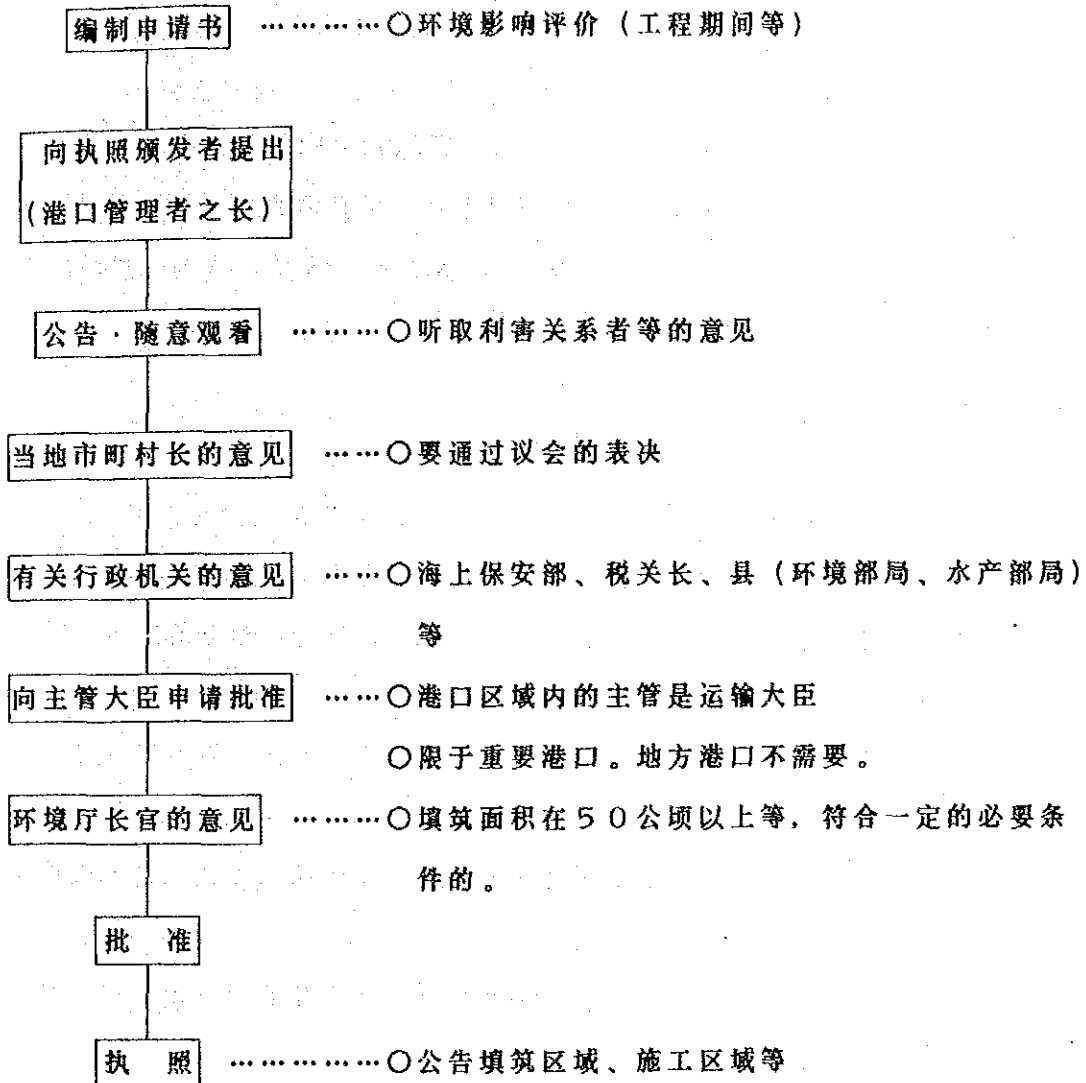 编制申请书 …………〇环境影响评价（工程期间等）
向执照颁发者提出
（港口管理者之长）
公告·随意观看 ………〇听取利害关系者等的意见
当地市町村长的意见 ……〇要通过议会的表决
有关行政机关的意见 ……〇海上保安部、税关长、县（环境部局、水产部局）
等
向主管大臣申请批准 ……〇港口区域内的主管是运输大臣
〇限于重要港口。地方港口不需要。
环境厅长官的意见 ………〇填筑面积在５０公顷以上等，符合一定的必要条
件的。
批 准
执 照 ……………〇公告填筑区域、施工区域等